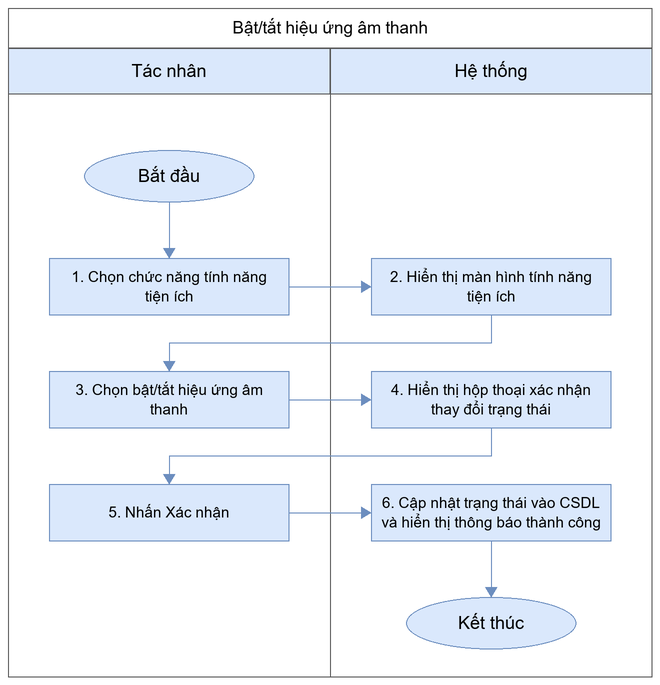 Bật/tắt hiệu ứng âm thanh
Tác nhân
Hệ thống
Bắt đầu
1. Chọn chức năng tính năng
tiện ích
2. Hiển thị màn hình tính năng
tiện ích
3. Chọn bật/tắt hiệu ứng âm
thanh
4. Hiển thị hộp thoại xác nhận
thay đổi trạng thái
5. Nhấn Xác nhận
6. Cập nhật trạng thái vào CSDL
và hiển thị thông báo thành công
Kết thúc